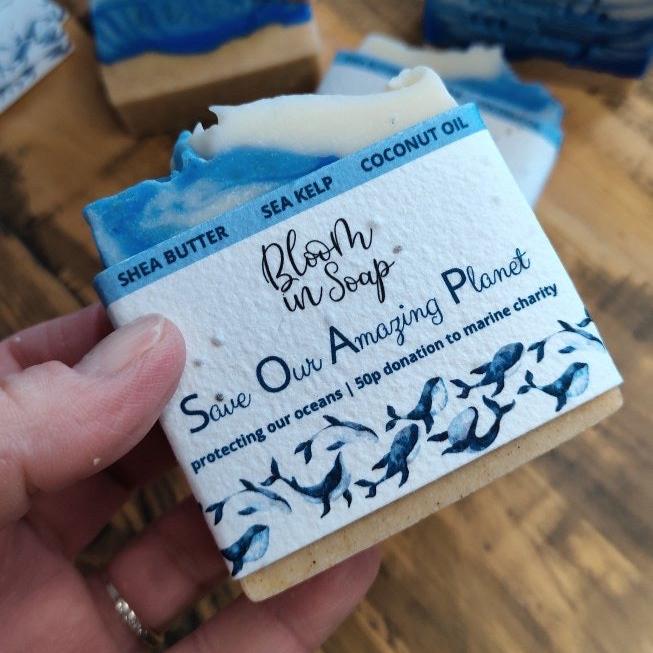 SHEA BUTTER SEA KELP COCONUT OIL
Bloom
in Soap
Save Our Amazing Planet
protecting our oceans | 50p donation to marine charity